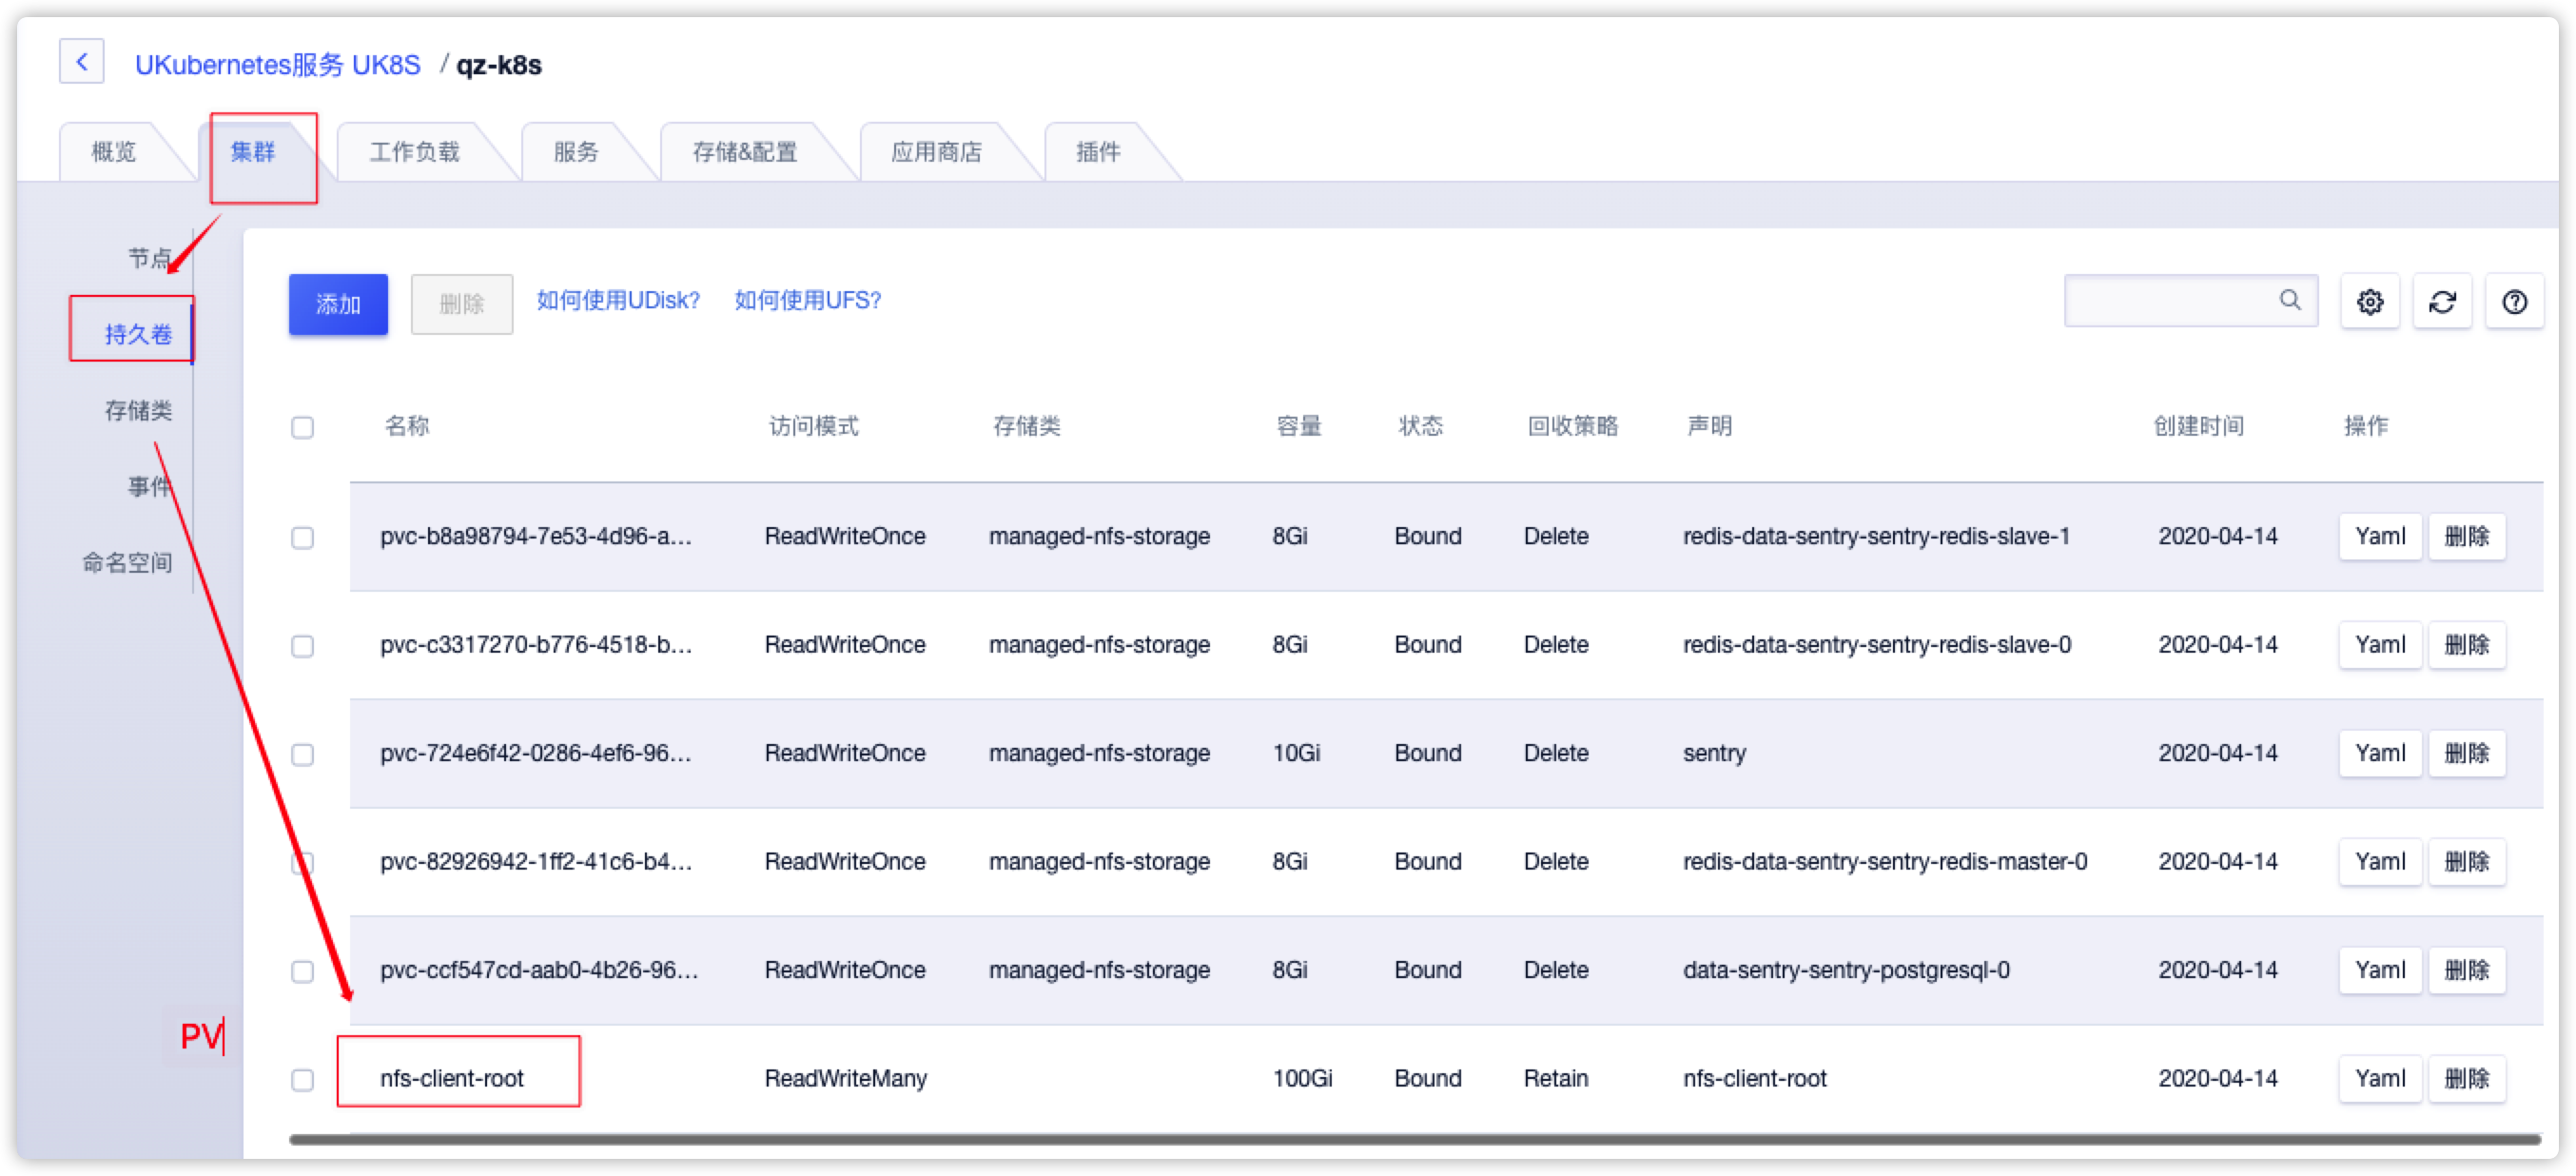 UKubernetes服务 UK8S / qz-k8s
概览 集群 工作负载 服务 存储&配置 应用商店 插件
节点
持久卷
存储类
事件
命名空间
添加 删除 如何使用UDisk? 如何使用UFS?
名称 访问模式 存储类 容量 状态 回收策略 声明 创建时间 操作
pvc-b8a98794-7e53-4d96-a... ReadWriteOnce managed-nfs-storage 8Gi Bound Delete redis-data-sentry-sentry-redis-slave-1 2020-04-14 Yaml 删除
pvc-c3317270-b776-4518-b... ReadWriteOnce managed-nfs-storage 8Gi Bound Delete redis-data-sentry-sentry-redis-slave-0 2020-04-14 Yaml 删除
pvc-724e6f42-0286-4ef6-96... ReadWriteOnce managed-nfs-storage 10Gi Bound Delete sentry 2020-04-14 Yaml 删除
pvc-82926942-1ff2-41c6-b4... ReadWriteOnce managed-nfs-storage 8Gi Bound Delete redis-data-sentry-sentry-redis-master-0 2020-04-14 Yaml 删除
pvc-ccf547cd-aab0-4b26-96... ReadWriteOnce managed-nfs-storage 8Gi Bound Delete data-sentry-sentry-postgresql-0 2020-04-14 Yaml 删除
PV
nfs-client-root ReadWriteMany 100Gi Bound Retain nfs-client-root 2020-04-14 Yaml 删除